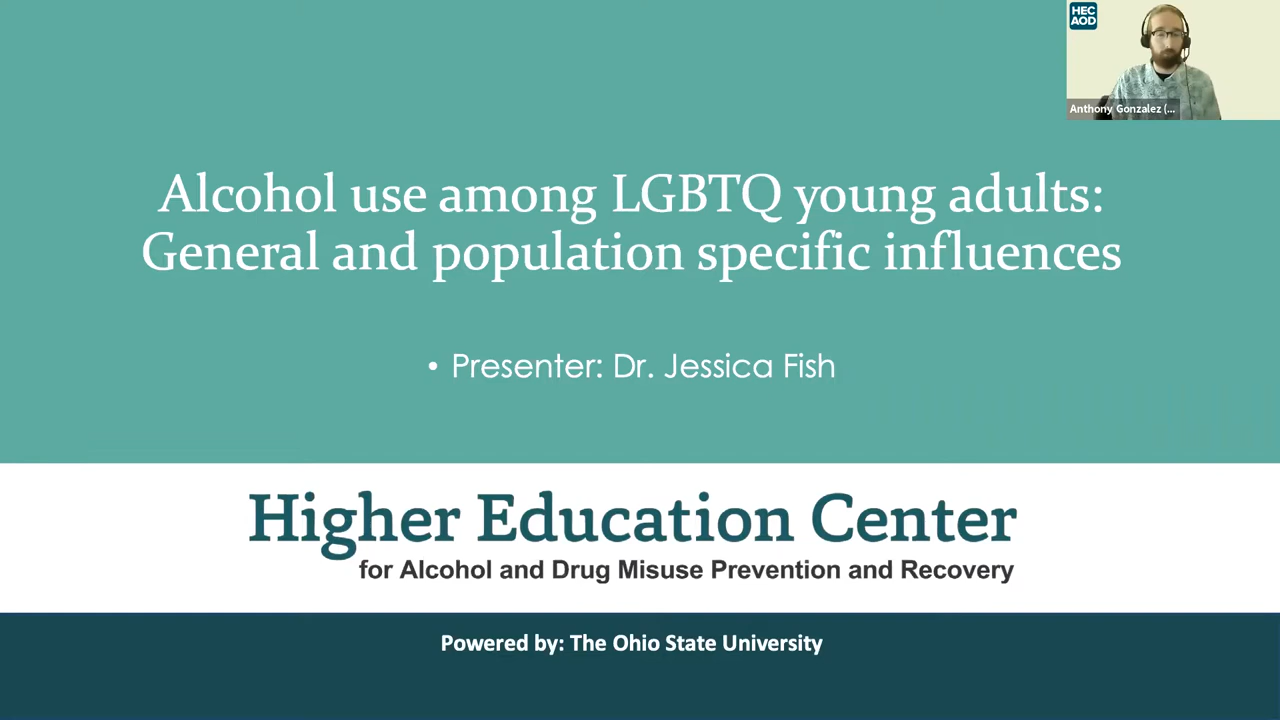 HEC
AOD
Anthony Gonzalez (...
Alcohol use among LGBTQ young adults:
General and population specific influences
• Presenter: Dr. Jessica Fish
Higher Education Center
for Alcohol and Drug Misuse Prevention and Recovery
Powered by: The Ohio State University